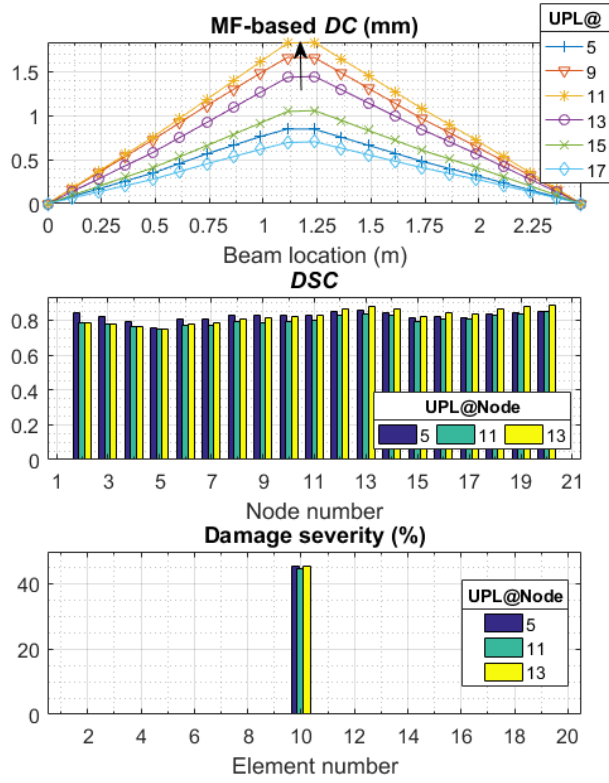 MF-based DC (mm)
UPL@
5
9
11
13
15
17
1.5
1
0.5
0
0 0.25 0.5 0.75 1 1.25 1.5 1.75 2 2.25
Beam location (m)
DSC
0.8
0.6
0.4
0.2
0
UPL@Node
5 11 13
1 3 5 7 9 11 13 15 17 19 21
Node number
Damage severity (%)
40
20
0
UPL@Node
5
11
13
2 4 6 8 10 12 14 16 18 20
Element number